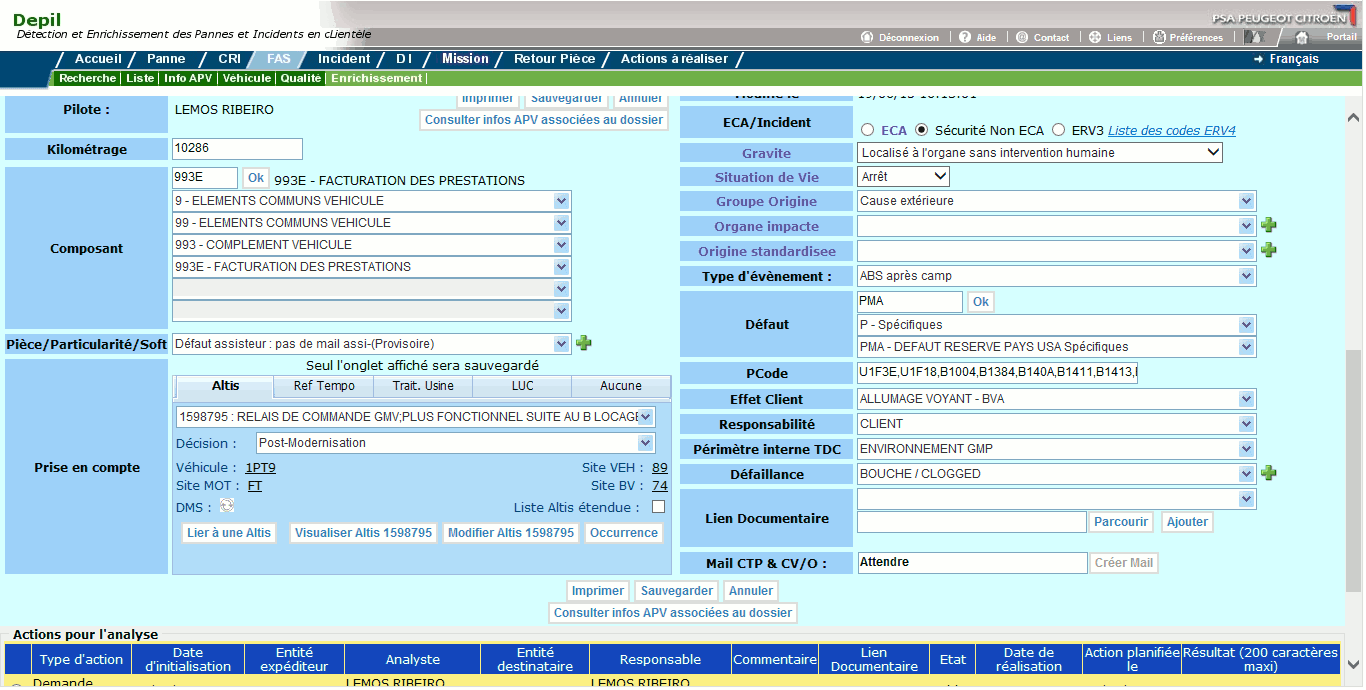 Depil
Détection et Enrichissement des Pannes et Incidents en cLientèle
PSA PEUGEOT CITROËN
Déconnexion | Aide | Contact | Liens | Préférences | Portail
Accueil / Panne / CRI / FAS / Incident / D I / Mission / Retour Pièce / Actions à réaliser /
Français
Recherche | Liste | Info APV | Véhicule | Qualité | Enrichissement |
Pilote :
LEMOS RIBEIRO
Imprimer Sauvegarder Annuler
Consulter infos APV associées au dossier
Kilométrage
10286
Composant
993E
Ok
993E - FACTURATION DES PRESTATIONS
9 - ELEMENTS COMMUNS VEHICULE
99 - ELEMENTS COMMUNS VEHICULE
993 - COMPLEMENT VEHICULE
993E - FACTURATION DES PRESTATIONS
Pièce/Particularité/Soft
Défaut assisteur : pas de mail assi-(Provisoire)
Prise en compte
Seul l'onglet affiché sera sauvegardé
Altis Ref Tempo Trait. Usine LUC Aucune
1598795 : RELAIS DE COMMANDE GMV;PLUS FONCTIONNEL SUITE AU B LOCAGE
Décision :
Post-Modernisation
Véhicule : 1PT9
Site VEH : 89
Site MOT : FT
Site BV : 74
DMS :
Liste Altis étendue :
Lier à une Altis
Visualiser Altis 1598795
Modifier Altis 1598795
Occurrence
Modifié le
ECA/Incident
ECA
Sécurité Non ECA
ERV3
Liste des codes ERV4
Gravite
Localisé à l'organe sans intervention humaine
Situation de Vie
Arrêt
Groupe Origine
Cause extérieure
Organe impacte
Origine standardisee
Type d'évènement :
ABS après camp
Défaut
PMA
Ok
P - Spécifiques
PMA - DEFAUT RESERVE PAYS USA Spécifiques
PCode
U1F3E,U1F18,B1004,B1384,B140A,B1411,B1413,
Effet Client
ALLUMAGE VOYANT - BVA
Responsabilité
CLIENT
Périmètre interne TDC
ENVIRONNEMENT GMP
Défaillance
BOUCHE / CLOGGED
Lien Documentaire
Parcourir
Ajouter
Mail CTP & CV/O :
Attendre
Créer Mail
Imprimer Sauvegarder Annuler
Consulter infos APV associées au dossier
Actions pour l'analyse
Type d'action
Date d'initialisation
Entité expéditeur
Analyste
Entité destinataire
Responsable
Commentaire
Lien Documentaire
Etat
Date de réalisation
Action planifiée le
Résultat (200 caractères maxi)
Demande
LEMOS RIBEIRO
LEMOS RIBEIRO